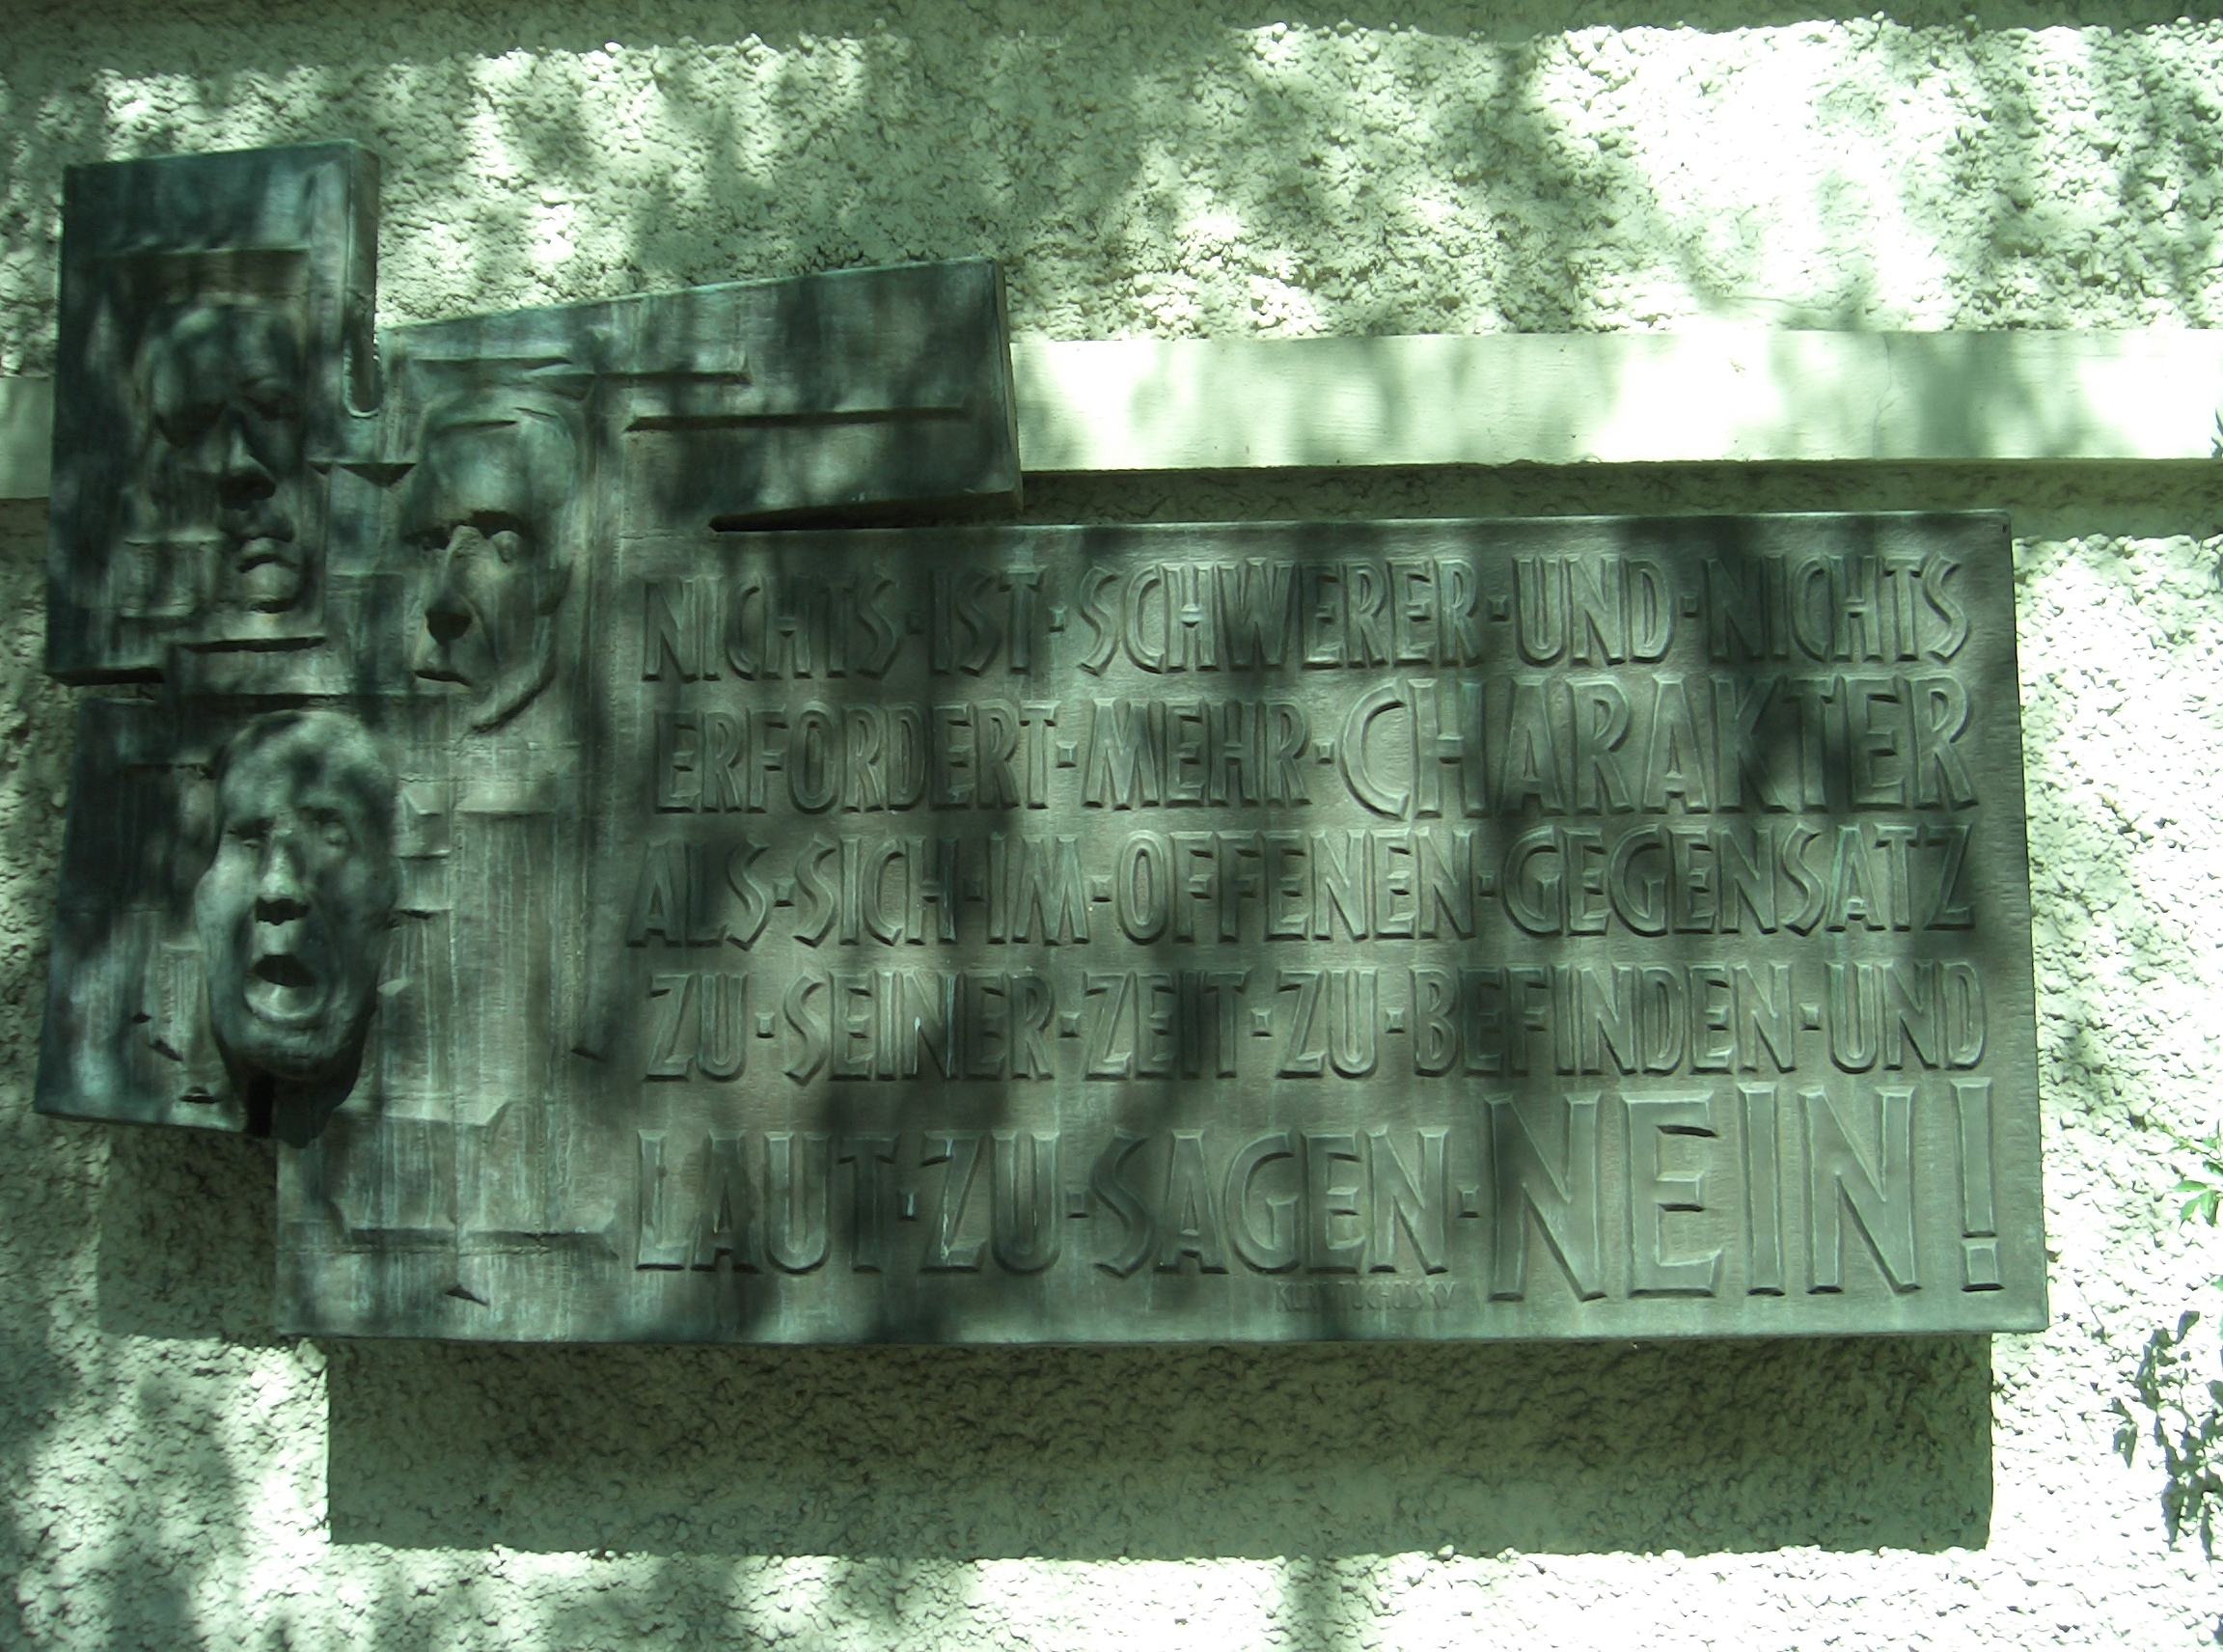 NICHTS·IST·SCHWERER·UND·NICHTS
ERFORDERT·MEHR·CHARAKTER
ALS·SICH·IM·OFFENEN·GEGENSATZ
ZU·SEINER·ZEIT·ZU·BEFINDEN·UND
LAUT·ZU·SAGEN·NEIN!
KURT TUCHOLSKY